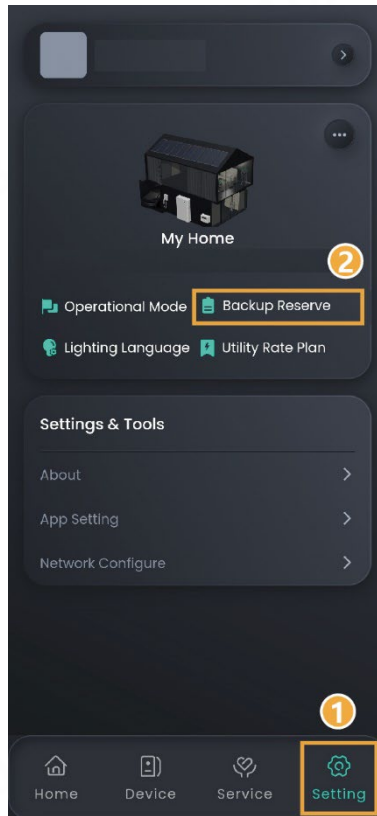 My Home
2
Operational Mode Backup Reserve
Lighting Language Utility Rate Plan
Settings & Tools
About
App Setting
Network Configure
1
Home Device Service Setting